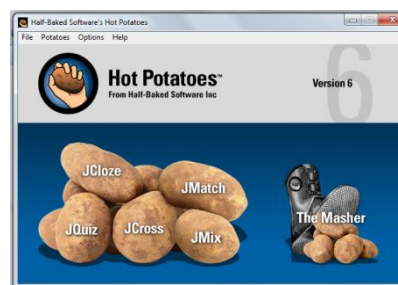 Half-Baked Software's Hot Potatoes
File Potatoes Options Help
Hot Potatoes™
From Half-Baked Software Inc
Version 6
6
JCloze
JMatch
JQuiz
JCross
JMix
The Masher